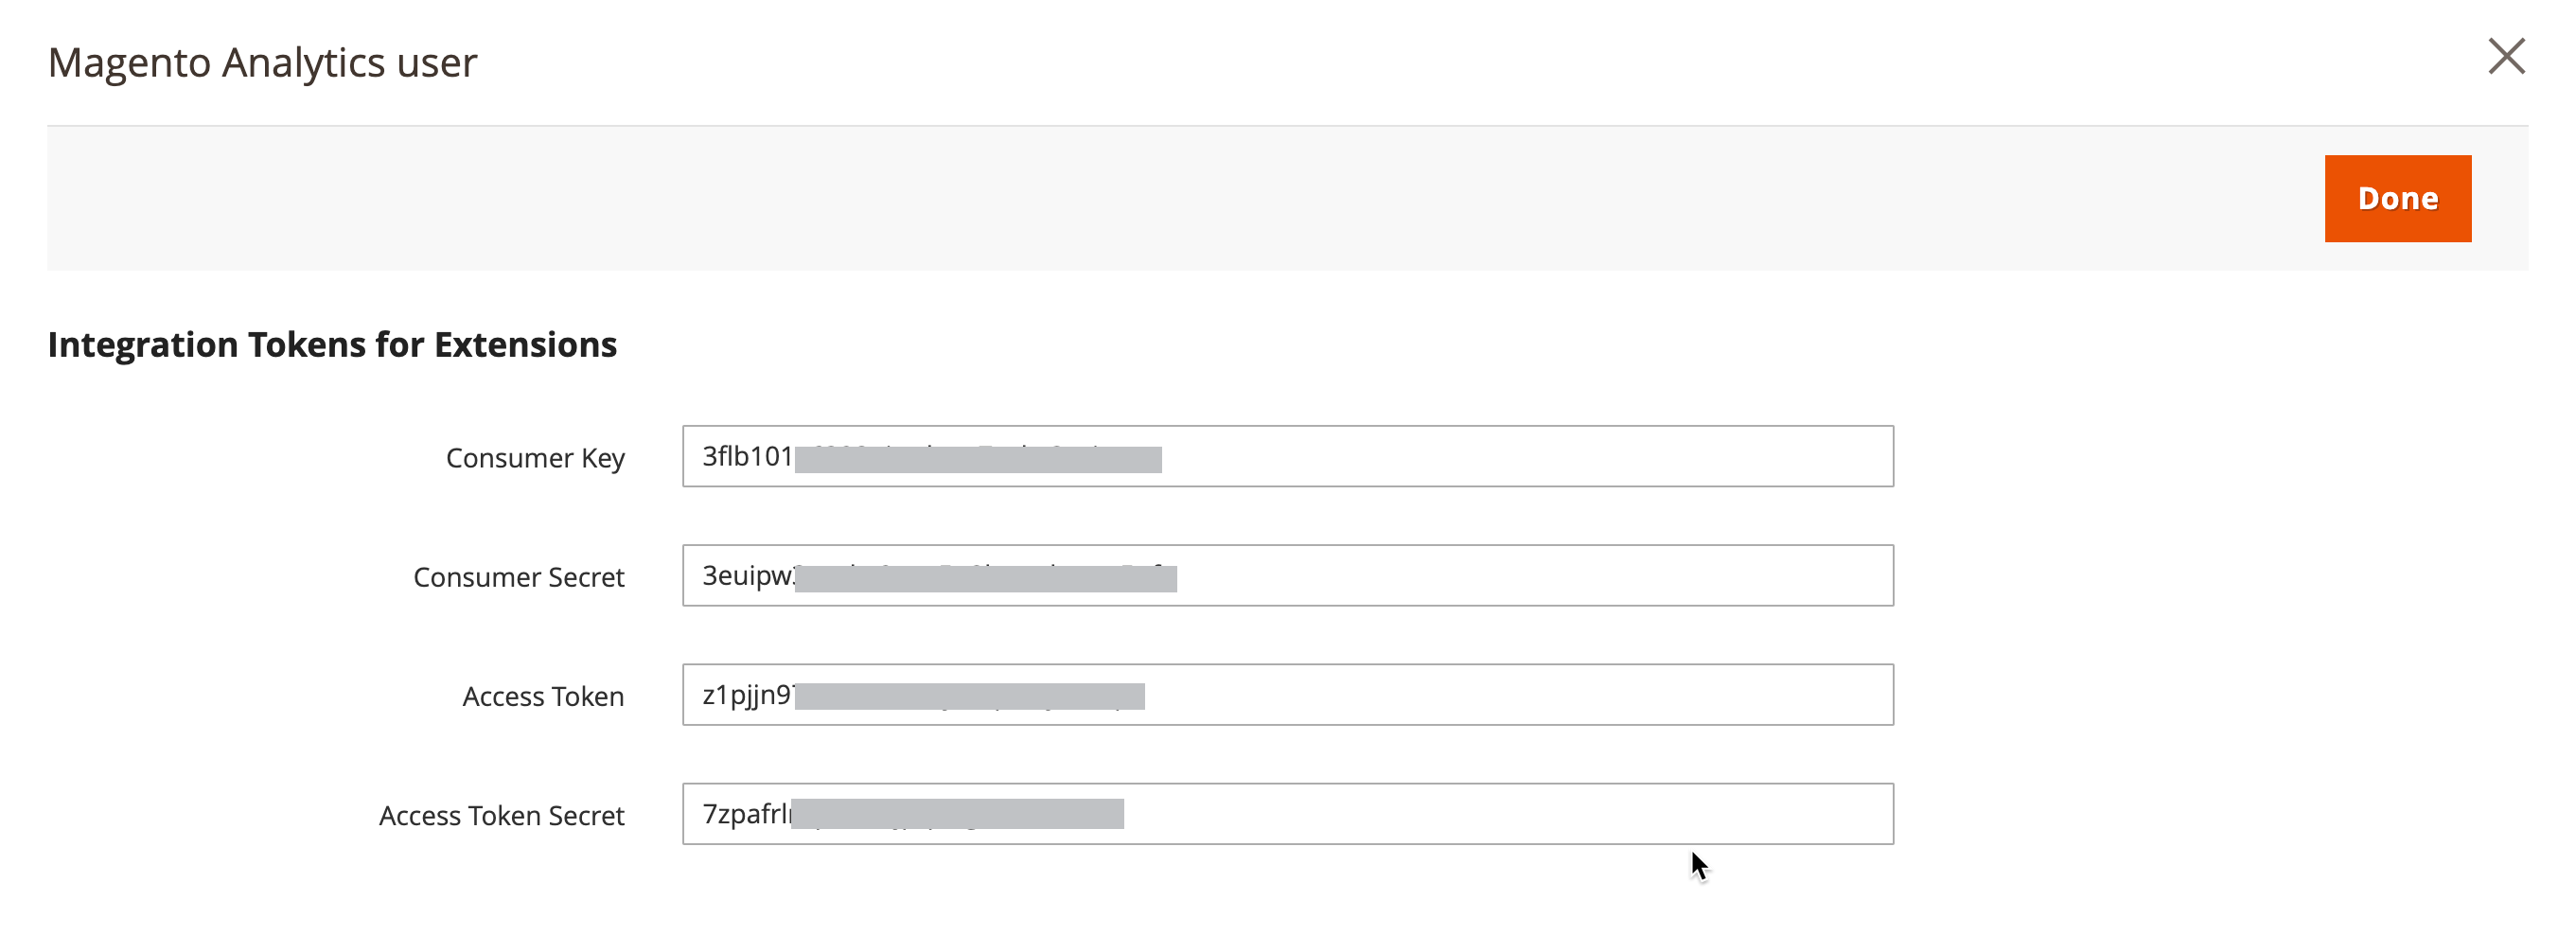 Magento Analytics user
Done
Integration Tokens for Extensions
Consumer Key 3flb101
Consumer Secret 3euipw
Access Token z1pjjn9
Access Token Secret 7zpafrl